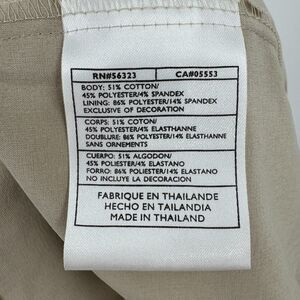 RN#56323 CA#05553
BODY: 51% COTTON/
45% POLYESTER/4% SPANDEX
LINING: 86% POLYESTER/14% SPANDEX
EXCLUSIVE OF DECORATION
CORPS: 51% COTON/
45% POLYESTER/4% ELASTHANNE
DOUBLURE: 86% POLYESTER/14% ELASTHANNE
SANS ORNEMENTS
CUERPO: 51% ALGODON/
45% POLIESTER/4% ELASTANO
FORRO: 86% POLIESTER/14% ELASTANO
NO INCLUYE LA DECORACION
FABRIQUE EN THAILANDE
HECHO EN TAILANDIA
MADE IN THAILAND